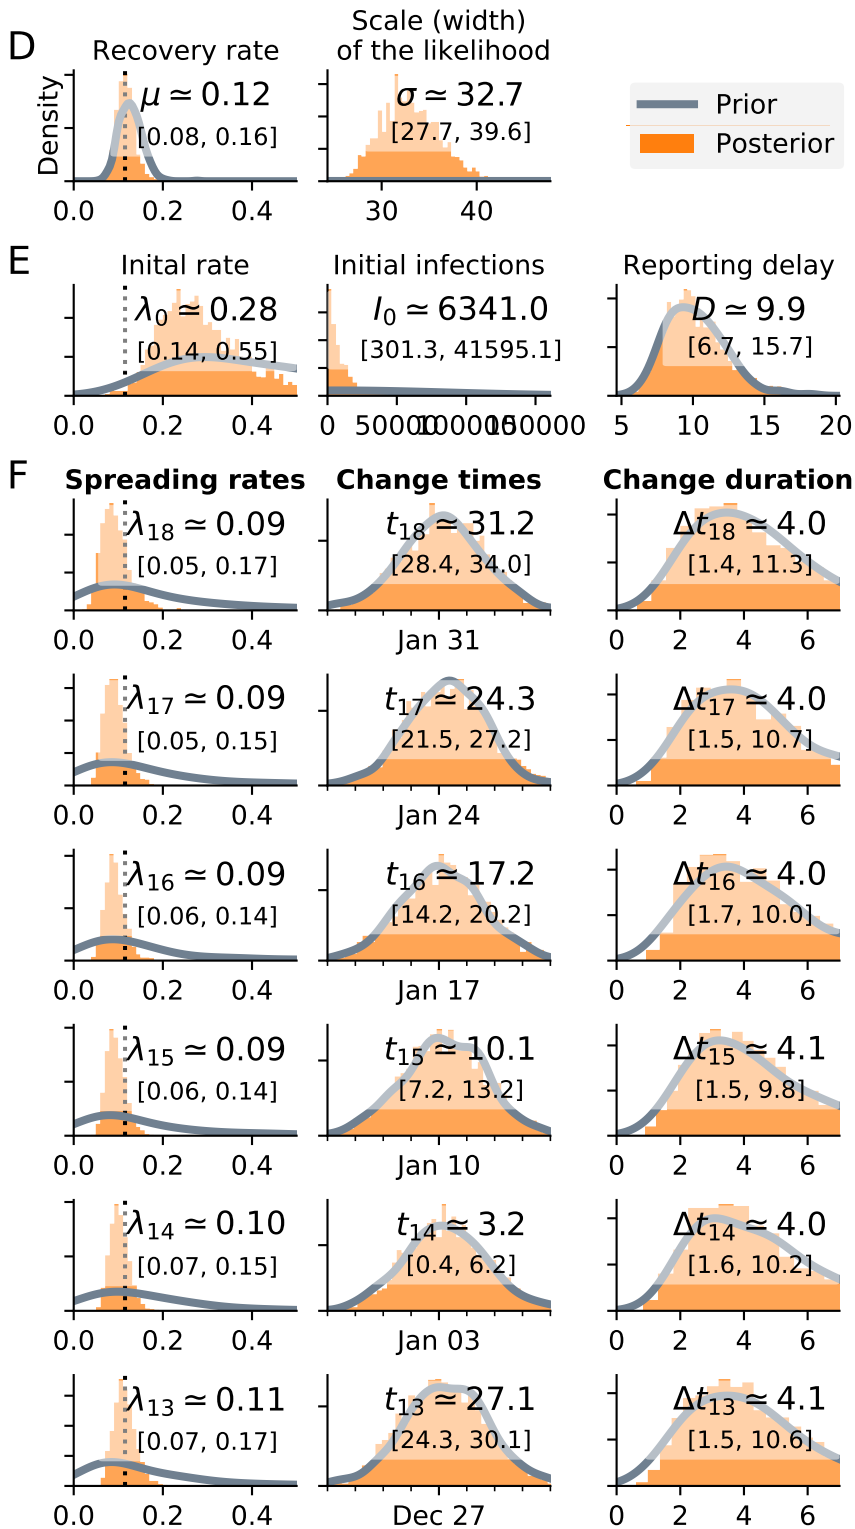 D
Recovery rate
Scale (width)
of the likelihood
Density
μ ≃ 0.12
[0.08, 0.16]
0.0 0.2 0.4
σ ≃ 32.7
[27.7, 39.6]
30 40
Prior
Posterior
E
Inital rate
Initial infections
Reporting delay
λ0 ≃ 0.28
[0.14, 0.55]
0.0 0.2 0.4
I0 ≃ 6341.0
[301.3, 41595.1]
0 50000 100000 150000
D ≃ 9.9
[6.7, 15.7]
5 10 15 20
F
Spreading rates
Change times
Change duration
λ18 ≃ 0.09
[0.05, 0.17]
0.0 0.2 0.4
t18 ≃ 31.2
[28.4, 34.0]
Jan 31
Δt18 ≃ 4.0
[1.4, 11.3]
0 2 4 6
λ17 ≃ 0.09
[0.05, 0.15]
0.0 0.2 0.4
t17 ≃ 24.3
[21.5, 27.2]
Jan 24
Δt17 ≃ 4.0
[1.5, 10.7]
0 2 4 6
λ16 ≃ 0.09
[0.06, 0.14]
0.0 0.2 0.4
t16 ≃ 17.2
[14.2, 20.2]
Jan 17
Δt16 ≃ 4.0
[1.7, 10.0]
0 2 4 6
λ15 ≃ 0.09
[0.06, 0.14]
0.0 0.2 0.4
t15 ≃ 10.1
[7.2, 13.2]
Jan 10
Δt15 ≃ 4.1
[1.5, 9.8]
0 2 4 6
λ14 ≃ 0.10
[0.07, 0.15]
0.0 0.2 0.4
t14 ≃ 3.2
[0.4, 6.2]
Jan 03
Δt14 ≃ 4.0
[1.6, 10.2]
0 2 4 6
λ13 ≃ 0.11
[0.07, 0.17]
0.0 0.2 0.4
t13 ≃ 27.1
[24.3, 30.1]
Dec 27
Δt13 ≃ 4.1
[1.5, 10.6]
0 2 4 6